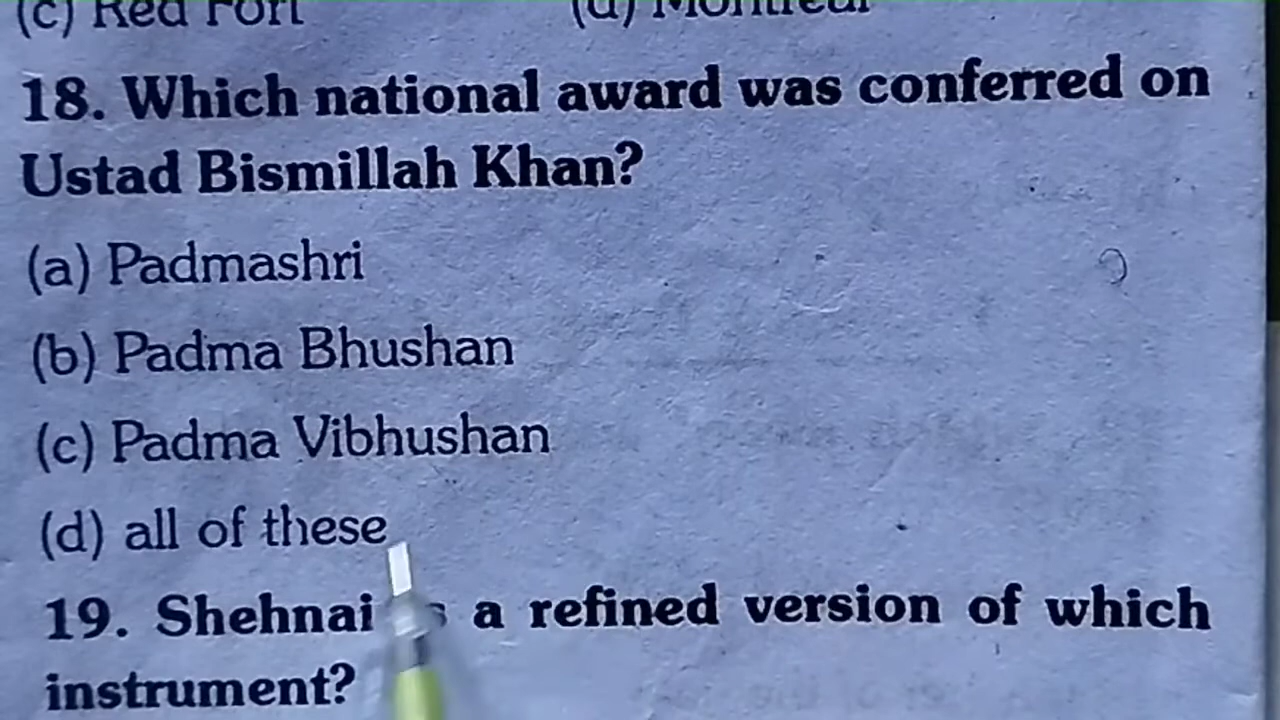 (c) Red Fort (d) Montreal
18. Which national award was conferred on
Ustad Bismillah Khan?
(a) Padmashri
(b) Padma Bhushan
(c) Padma Vibhushan
(d) all of these
19. Shehnai a refined version of which
instrument?